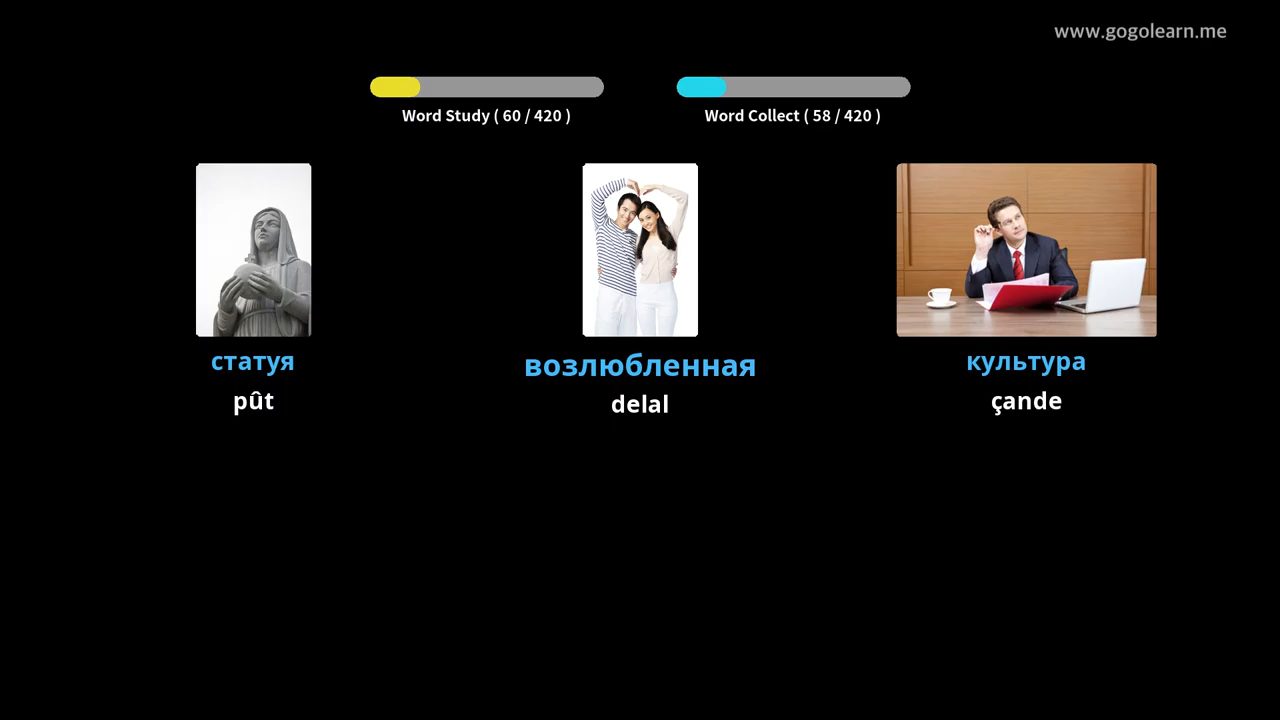 www.gogolearn.me
Word Study ( 60 / 420 )
Word Collect ( 58 / 420 )
статуя
pût
возлюбленная
delal
культура
çande